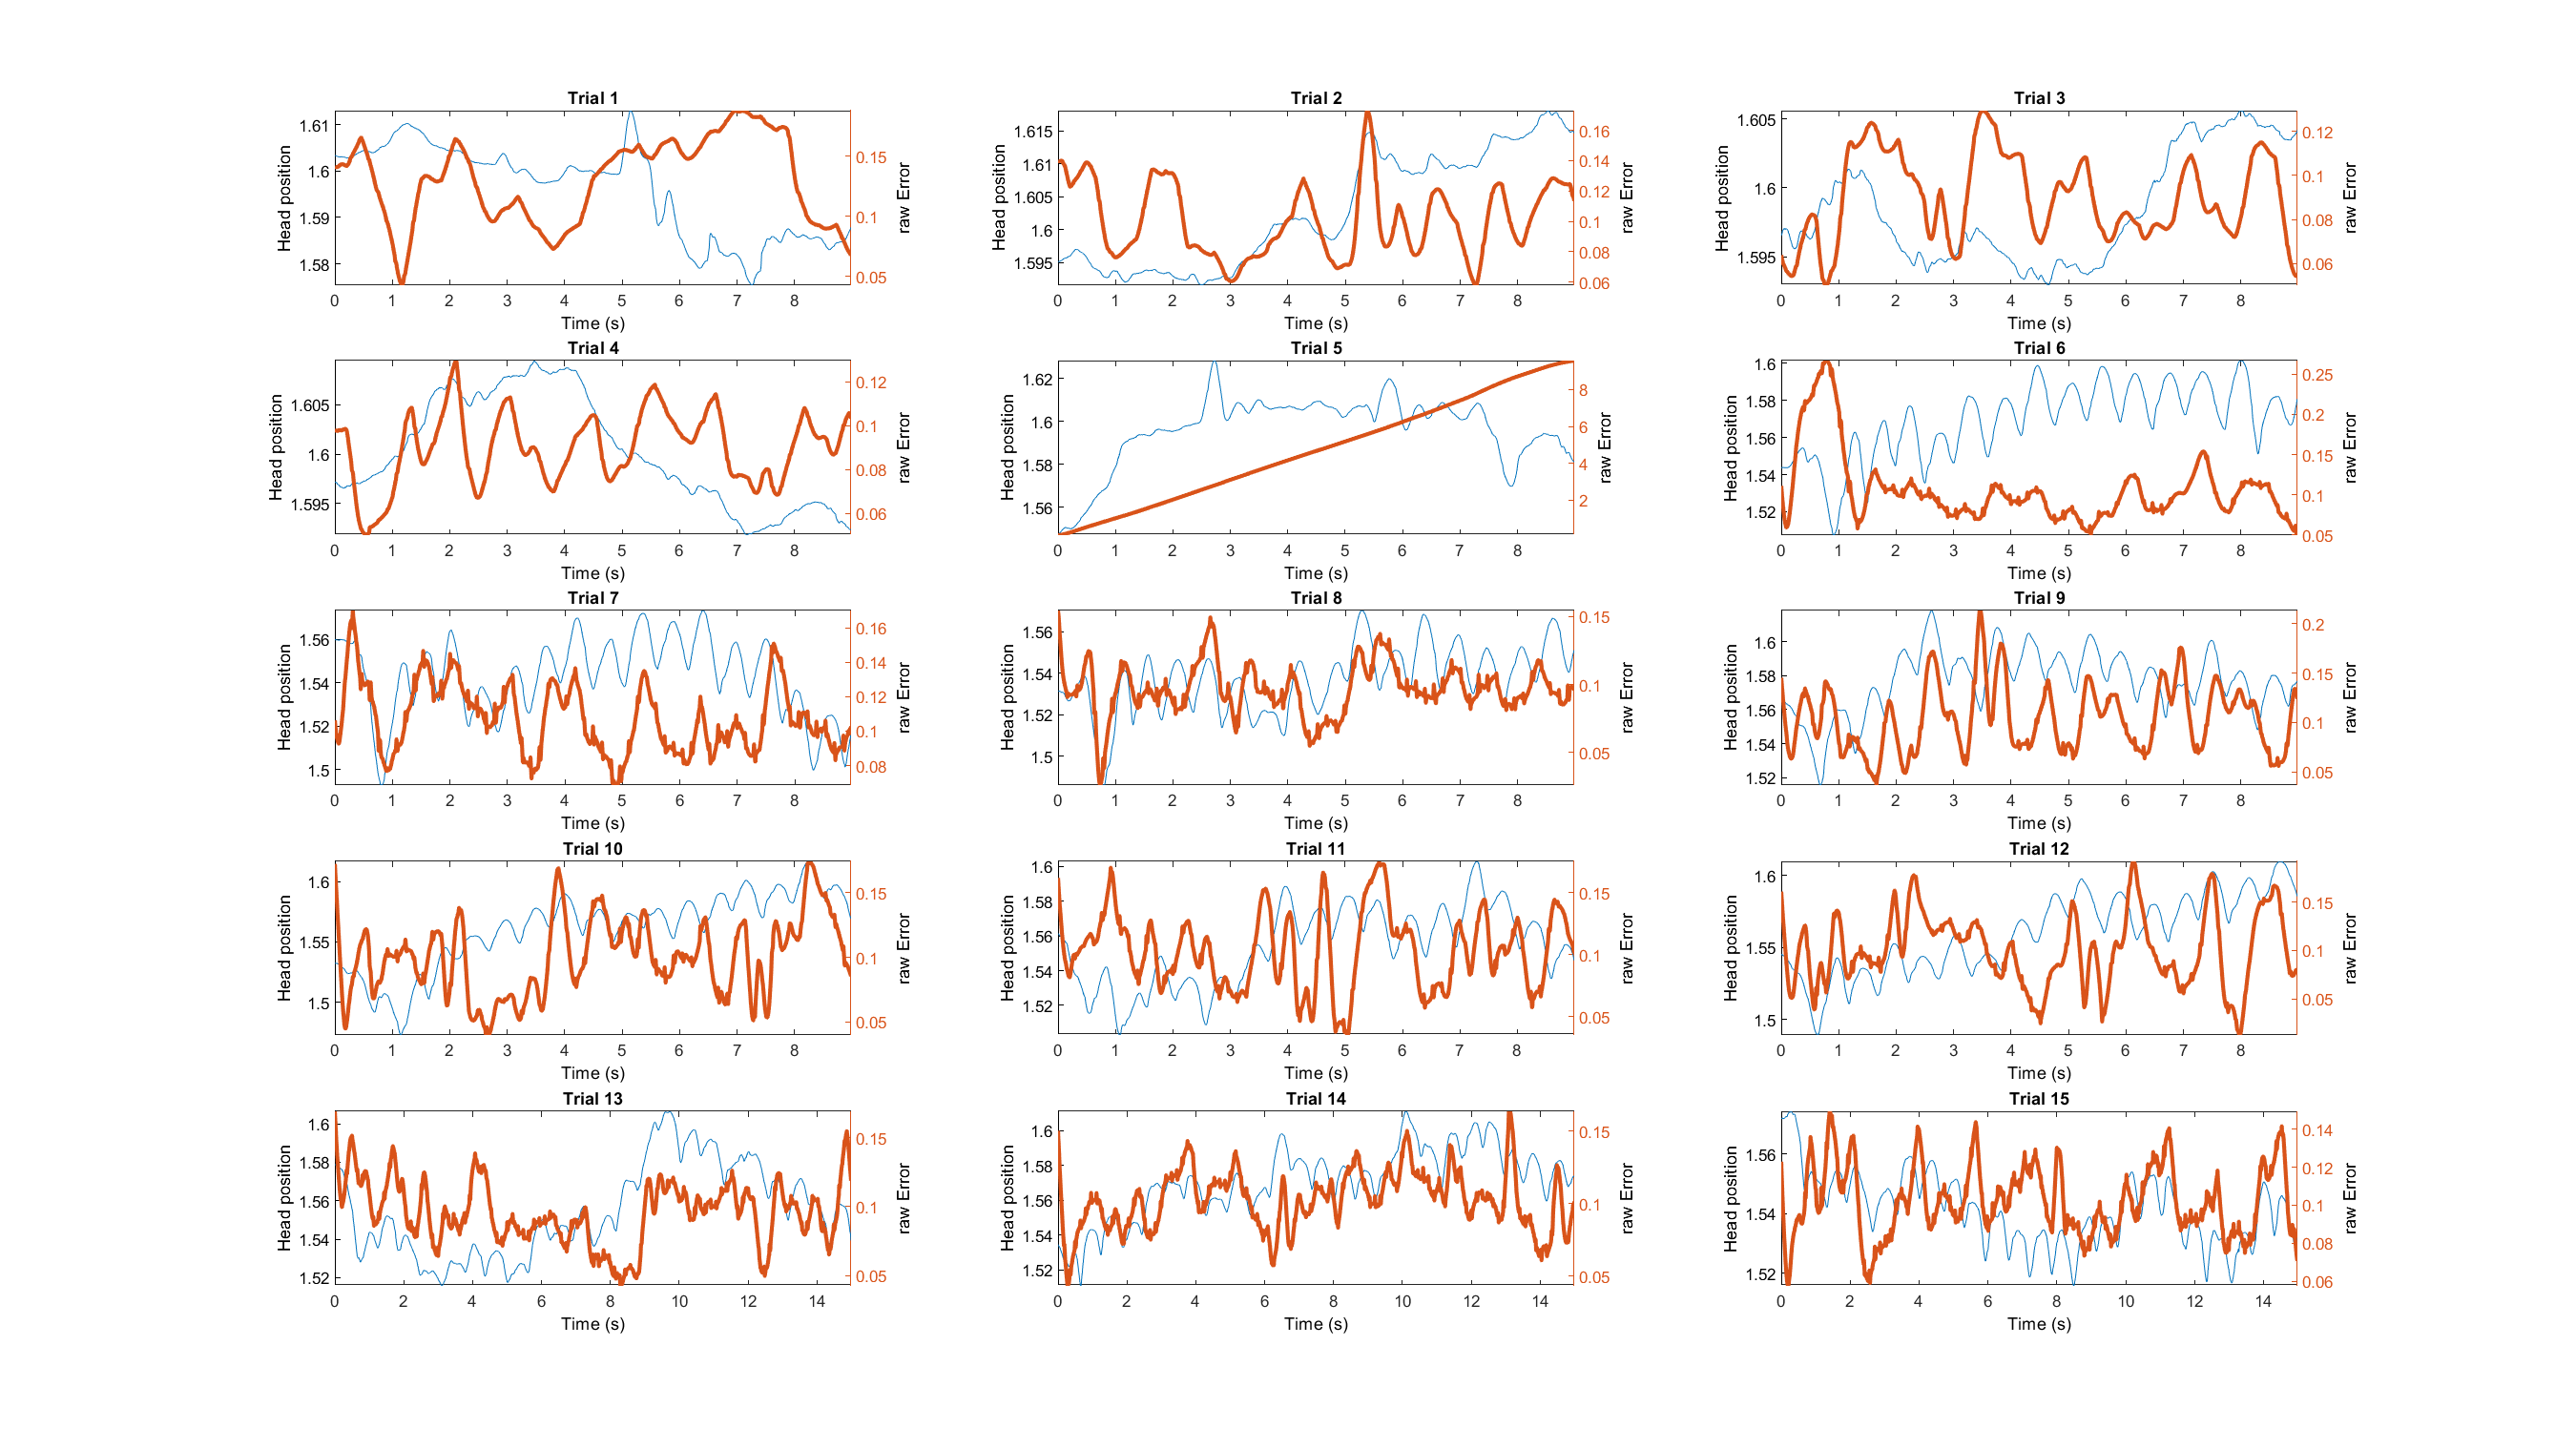 Trial 1
Head position
1.61
1.6
1.59
1.58
0.15
0.1
0.05
raw Error
0 1 2 3 4 5 6 7 8
Time (s)
Trial 2
Head position
1.615
1.61
1.605
1.6
1.595
0.16
0.14
0.12
0.1
0.08
0.06
raw Error
0 1 2 3 4 5 6 7 8
Time (s)
Trial 3
Head position
1.605
1.6
1.595
0.12
0.1
0.08
0.06
raw Error
0 1 2 3 4 5 6 7 8
Time (s)
Trial 4
Head position
1.605
1.6
1.595
0.12
0.1
0.08
0.06
raw Error
0 1 2 3 4 5 6 7 8
Time (s)
Trial 5
Head position
1.62
1.6
1.58
1.56
8
6
4
2
raw Error
0 1 2 3 4 5 6 7 8
Time (s)
Trial 6
Head position
1.6
1.58
1.56
1.54
1.52
0.25
0.2
0.15
0.1
0.05
raw Error
0 1 2 3 4 5 6 7 8
Time (s)
Trial 7
Head position
1.56
1.54
1.52
1.5
0.16
0.14
0.12
0.1
0.08
raw Error
0 1 2 3 4 5 6 7 8
Time (s)
Trial 8
Head position
1.56
1.54
1.52
1.5
0.15
0.1
0.05
raw Error
0 1 2 3 4 5 6 7 8
Time (s)
Trial 9
Head position
1.6
1.58
1.56
1.54
1.52
0.2
0.15
0.1
0.05
raw Error
0 1 2 3 4 5 6 7 8
Time (s)
Trial 10
Head position
1.6
1.55
1.5
0.15
0.1
0.05
raw Error
0 1 2 3 4 5 6 7 8
Time (s)
Trial 11
Head position
1.6
1.58
1.56
1.54
1.52
0.15
0.1
0.05
raw Error
0 1 2 3 4 5 6 7 8
Time (s)
Trial 12
Head position
1.6
1.55
1.5
0.15
0.1
0.05
raw Error
0 1 2 3 4 5 6 7 8
Time (s)
Trial 13
Head position
1.6
1.58
1.56
1.54
1.52
0.15
0.1
0.05
raw Error
0 2 4 6 8 10 12 14
Time (s)
Trial 14
Head position
1.6
1.58
1.56
1.54
1.52
0.15
0.1
0.05
raw Error
0 2 4 6 8 10 12 14
Time (s)
Trial 15
Head position
1.56
1.54
1.52
0.14
0.12
0.1
0.08
0.06
raw Error
0 2 4 6 8 10 12 14
Time (s)